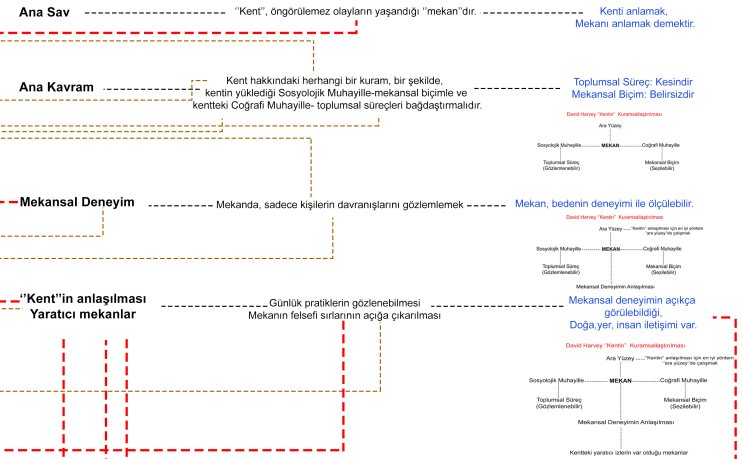 Ana Sav
"Kent", öngörülemez olayların yaşandığı "mekan"dır.
Kenti anlamak,
Mekanı anlamak demektir.
Ana Kavram
Kent hakkındaki herhangi bir kuram, bir şekilde,
kentin yüklediği Sosyolojik Muhayille-mekansal biçimle ve
kentteki Coğrafi Muhayille- toplumsal süreçleri bağdaştırmalıdır.
Toplumsal Süreç: Kesindir
Mekansal Biçim: Belirsizdir
David Harvey "Kentin" Kuramsallaştırılması
Ara Yüzey
Sosyolojik Muhayille
MEKAN
Coğrafi Muhayille
Toplumsal Süreç
(Gözlemlenebilir)
Mekansal Biçim
(Sezilebilir)
Mekansal Deneyim
Mekanda, sadece kişilerin davranışlarını gözlemlemek
Mekan, bedenin deneyimi ile ölçülebilir.
David Harvey "Kentin" Kuramsallaştırılması
Ara Yüzey
"Kentin" anlaşılması için en iyi yöntem
"ara yüzey"de çalışmak
Sosyolojik Muhayille
MEKAN
Coğrafi Muhayille
Toplumsal Süreç
(Gözlemlenebilir)
Mekansal Biçim
(Sezilebilir)
Mekansal Deneyimin Anlaşılması
"Kent"in anlaşılması
Yaratıcı mekanlar
Günlük pratiklerin gözlenebilmesi
Mekanın felsefi sırlarının açığa çıkarılması
Mekansal deneyimin açıkça
görülebildiği,
Doğa,yer, insan iletişimi var.
David Harvey "Kentin" Kuramsallaştırılması
Ara Yüzey
"Kentin" anlaşılması için en iyi yöntem
"ara yüzey"de çalışmak
Sosyolojik Muhayille
MEKAN
Coğrafi Muhayille
Toplumsal Süreç
(Gözlemlenebilir)
Mekansal Biçim
(Sezilebilir)
Mekansal Deneyimin Anlaşılması
Kentteki yaratıcı izlerin var olduğu mekanlar